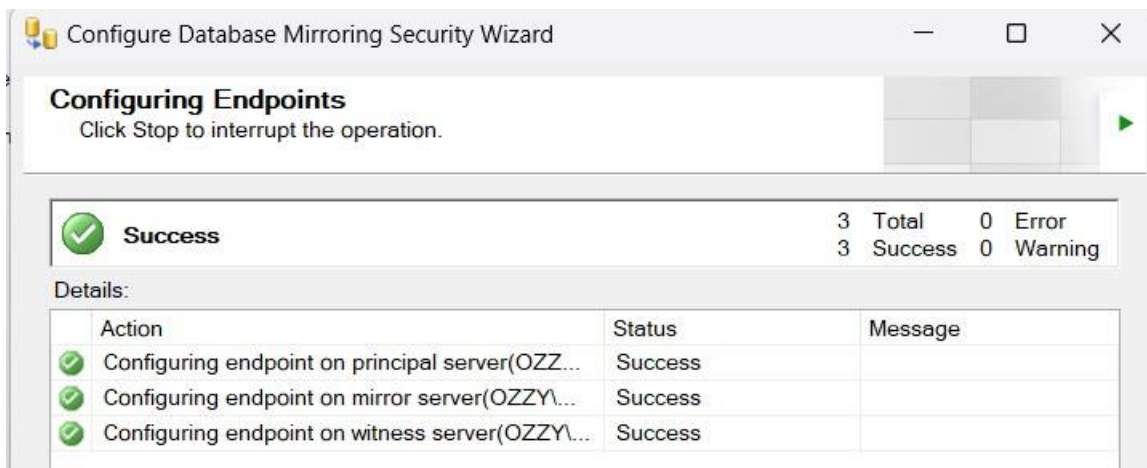 Configure Database Mirroring Security Wizard
Configuring Endpoints
Click Stop to interrupt the operation.
Success
3 Total 0 Error
3 Success 0 Warning
Details:
Action Status Message
Configuring endpoint on principal server(OZZ... Success
Configuring endpoint on mirror server(OZZY\... Success
Configuring endpoint on witness server(OZZY\... Success